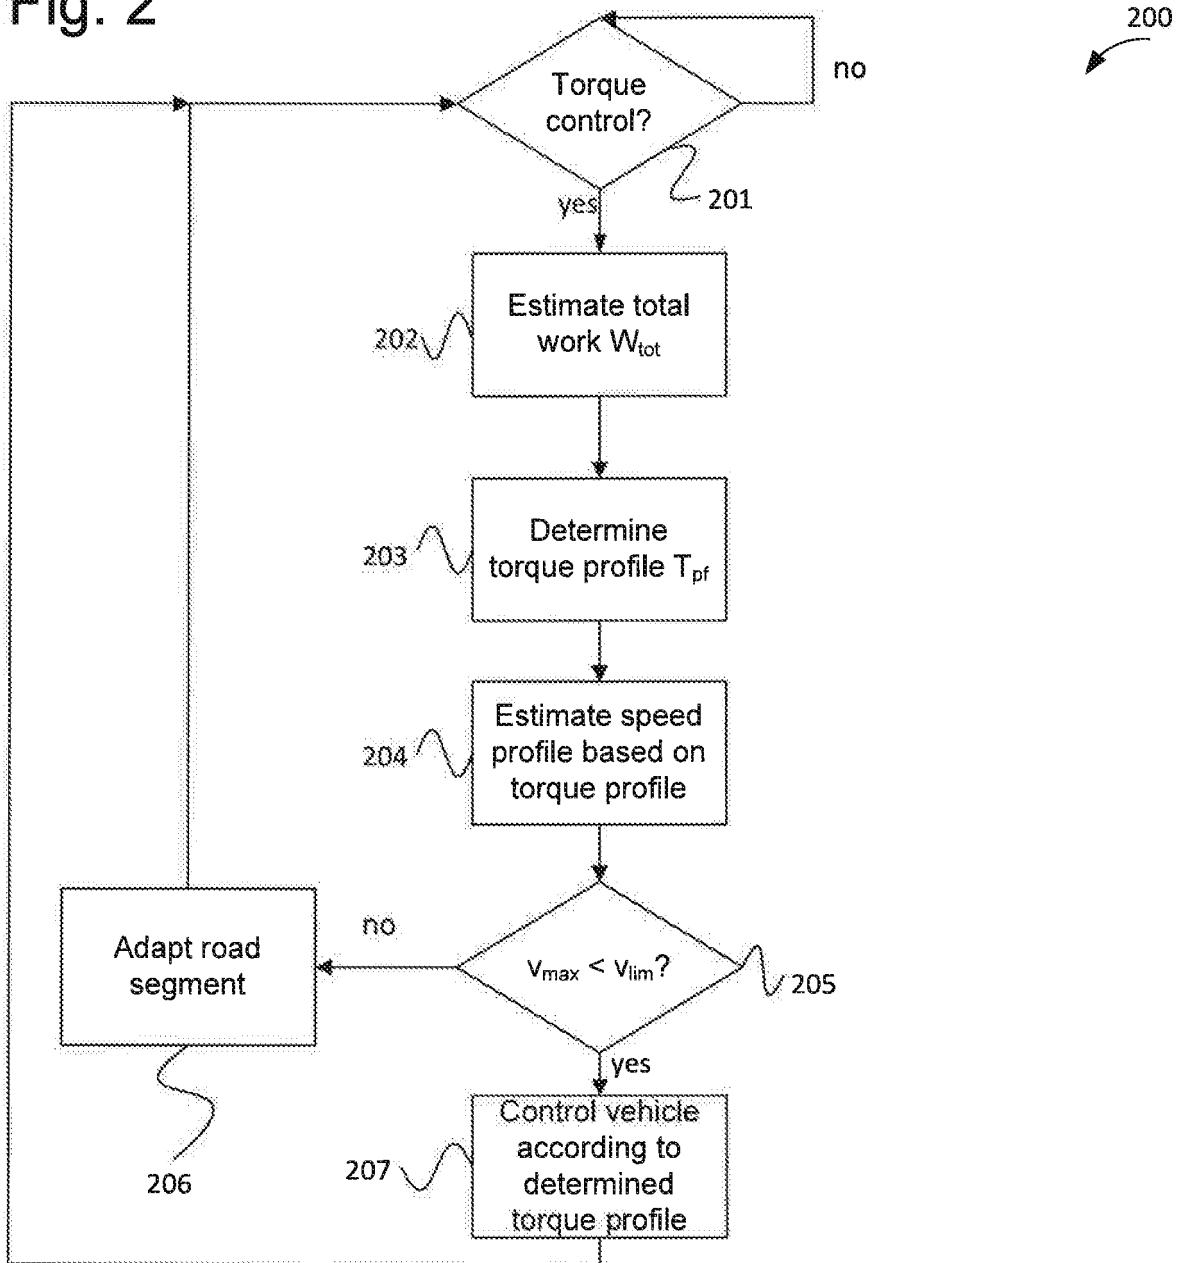 Fig. 2
200
Torque
control?
no
201
yes
Estimate total
work Wtot
202
Determine
torque profile Tpf
203
Estimate speed
profile based on
torque profile
204
no
Adapt road
segment
vmax < vlim?
205
yes
206
Control vehicle
according to
determined
torque profile
207